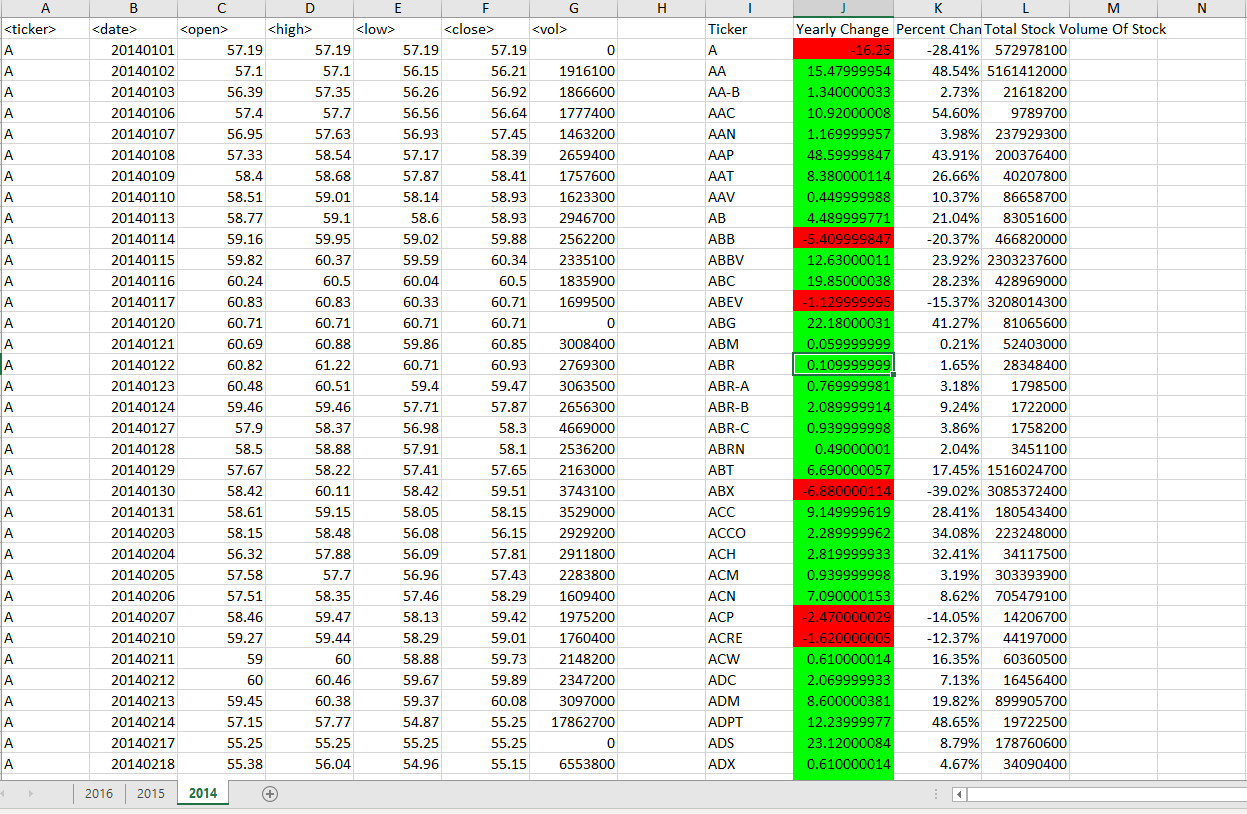 A B C D E F G H I J K L M N
<ticker> <date> <open> <high> <low> <close> <vol> Ticker Yearly Change Percent Chan Total Stock Volume Of Stock
A 20140101 57.19 57.19 57.19 57.19 0 A -16.25 -28.41% 572978100
A 20140102 57.1 57.1 56.15 56.21 1916100 AA 15.47999954 48.54% 5161412000
A 20140103 56.39 57.35 56.26 56.92 1866600 AA-B 1.340000033 2.73% 21618200
A 20140106 57.4 57.7 56.56 56.64 1777400 AAC 10.92000008 54.60% 9789700
A 20140107 56.95 57.63 56.93 57.45 1463200 AAN 1.169999957 3.98% 237929300
A 20140108 57.33 58.54 57.17 58.39 2659400 AAP 48.59999847 43.91% 200376400
A 20140109 58.4 58.68 57.87 58.41 1757600 AAT 8.380000114 26.66% 40207800
A 20140110 58.51 59.01 58.14 58.93 1623300 AAV 0.449999988 10.37% 86658700
A 20140113 58.77 59.1 58.6 58.93 2946700 AB 4.489999771 21.04% 83051600
A 20140114 59.16 59.95 59.02 59.88 2562200 ABB -5.409999847 -20.37% 466820000
A 20140115 59.82 60.37 59.59 60.34 2335100 ABBV 12.63000011 23.92% 2303237600
A 20140116 60.24 60.5 60.04 60.5 1835900 ABC 19.85000038 28.23% 428969000
A 20140117 60.83 60.83 60.33 60.71 1699500 ABEV -1.129999995 -15.37% 3208014300
A 20140120 60.71 60.71 60.71 60.71 0 ABG 22.18000031 41.27% 81065600
A 20140121 60.69 60.88 59.86 60.85 3008400 ABM 0.059999999 0.21% 52403000
A 20140122 60.82 61.22 60.71 60.93 2769300 ABR 0.109999999 1.65% 28348400
A 20140123 60.48 60.51 59.4 59.47 3063500 ABR-A 0.769999981 3.18% 1798500
A 20140124 59.46 59.46 57.71 57.87 2656300 ABR-B 2.089999914 9.24% 1722000
A 20140127 57.9 58.37 56.98 58.3 4669000 ABR-C 0.939999998 3.86% 1758200
A 20140128 58.5 58.88 57.91 58.1 2536200 ABRN 0.49000001 2.04% 3451100
A 20140129 57.67 58.22 57.41 57.65 2163000 ABT 6.690000057 17.45% 1516024700
A 20140130 58.42 60.11 58.42 59.51 3743100 ABX -6.880000114 -39.02% 3085372400
A 20140131 58.61 59.15 58.05 58.15 3529000 ACC 9.149999619 28.41% 180543400
A 20140203 58.15 58.48 56.08 56.15 2929200 ACCO 2.289999962 34.08% 223248000
A 20140204 56.32 57.88 56.09 57.81 2911800 ACH 2.819999933 32.41% 34117500
A 20140205 57.58 57.7 56.96 57.43 2283800 ACM 0.939999998 3.19% 303393900
A 20140206 57.51 58.35 57.46 58.29 1609400 ACN 7.090000153 8.62% 705479100
A 20140207 58.46 59.47 58.13 59.42 1975200 ACP -2.470000029 -14.05% 14206700
A 20140210 59.27 59.44 58.29 59.01 1760400 ACRE -1.620000005 -12.37% 44197000
A 20140211 59 60 58.88 59.73 2148200 ACW 0.610000014 16.35% 60360500
A 20140212 60 60.46 59.67 59.89 2347200 ADC 2.069999933 7.13% 16456400
A 20140213 59.45 60.38 59.37 60.08 3097000 ADM 8.600000381 19.82% 899905700
A 20140214 57.15 57.77 54.87 55.25 17862700 ADPT 12.23999977 48.65% 19722500
A 20140217 55.25 55.25 55.25 55.25 0 ADS 23.12000084 8.79% 178760600
A 20140218 55.38 56.04 54.96 55.15 6553800 ADX 0.610000014 4.67% 34090400
2016 2015 2014